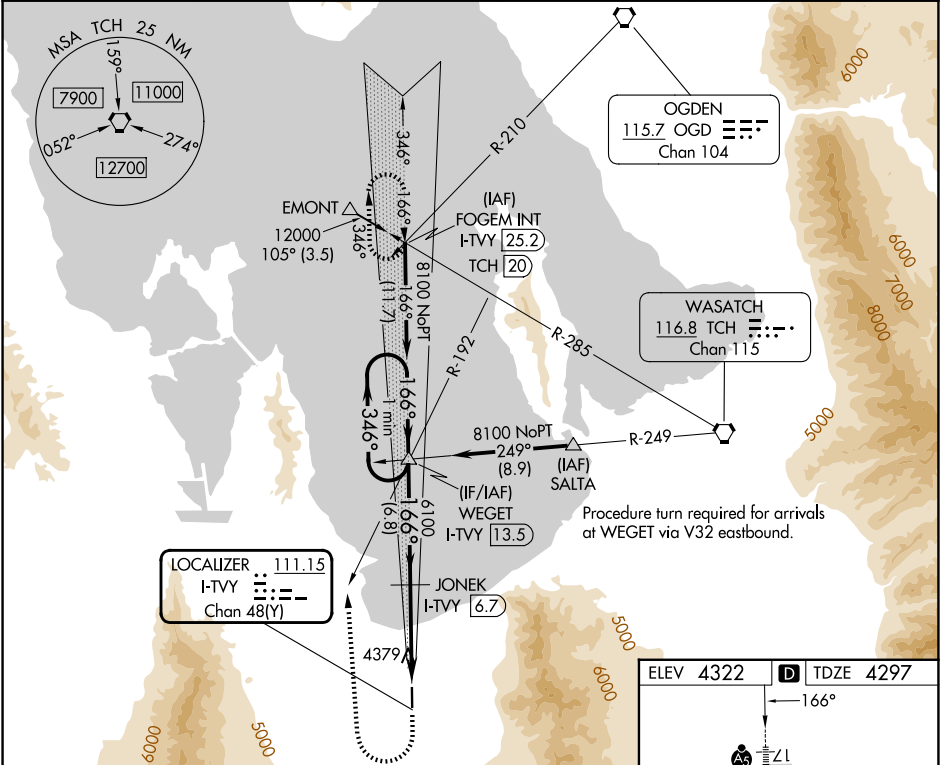 MSA TCH 25 NM
159°
7900
11000
052°
274°
12700
OGDEN
115.7 OGD
Chan 104
6000
R-210
346°
166°
EMONT
12000
105° (3.5)
346°
(IAF)
FOGEM INT
I-TVY 25.2
TCH 20
8100 NoPT
166°
(11.7)
R-192
R-285
WASATCH
116.8 TCH
Chan 115
6000
7000
8000
5000
166°
1 min
346°
8100 NoPT
249°
(8.9)
R-249
(IAF)
SALTA
(IF/IAF)
WEGET
I-TVY 13.5
Procedure turn required for arrivals
at WEGET via V32 eastbound.
6100
166°
(6.8)
LOCALIZER 111.15
I-TVY
Chan 48(Y)
JONEK
I-TVY 6.7
4379
5000
6000
6000
5000
ELEV 4322 D TDZE 4297
166°
A5
17